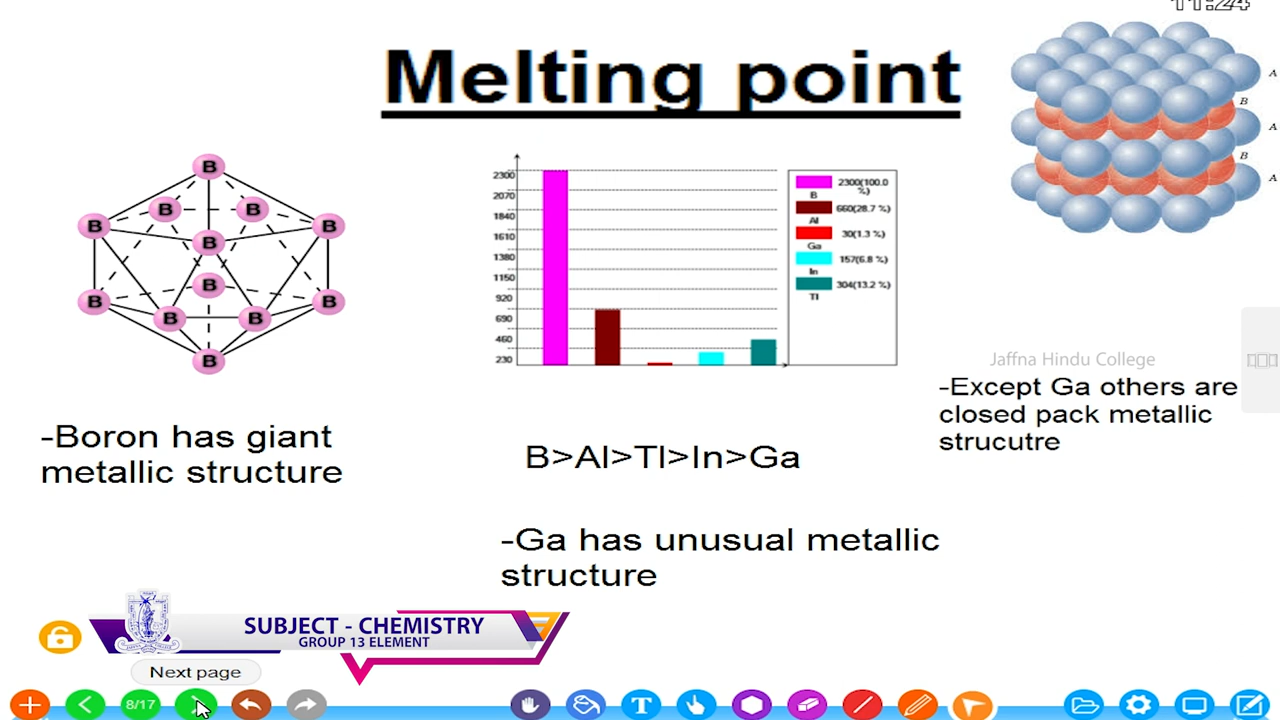 11:24
Melting point
A
B
A
B
A
B
B B
B B
B
B
B B
B B
B
2300
2070
1840
1610
1380
1150
920
690
460
230
2300(100.0
%)
B
660(28.7 %)
Al
30(1.3 %)
Ga
157(6.8 %)
In
304(13.2 %)
Tl
Jaffna Hindu College
-Except Ga others are
closed pack metallic
strucutre
-Boron has giant
metallic structure
B>Al>Tl>In>Ga
-Ga has unusual metallic
structure
SUBJECT - CHEMISTRY
GROUP 13 ELEMENT
Next page
8/17
T